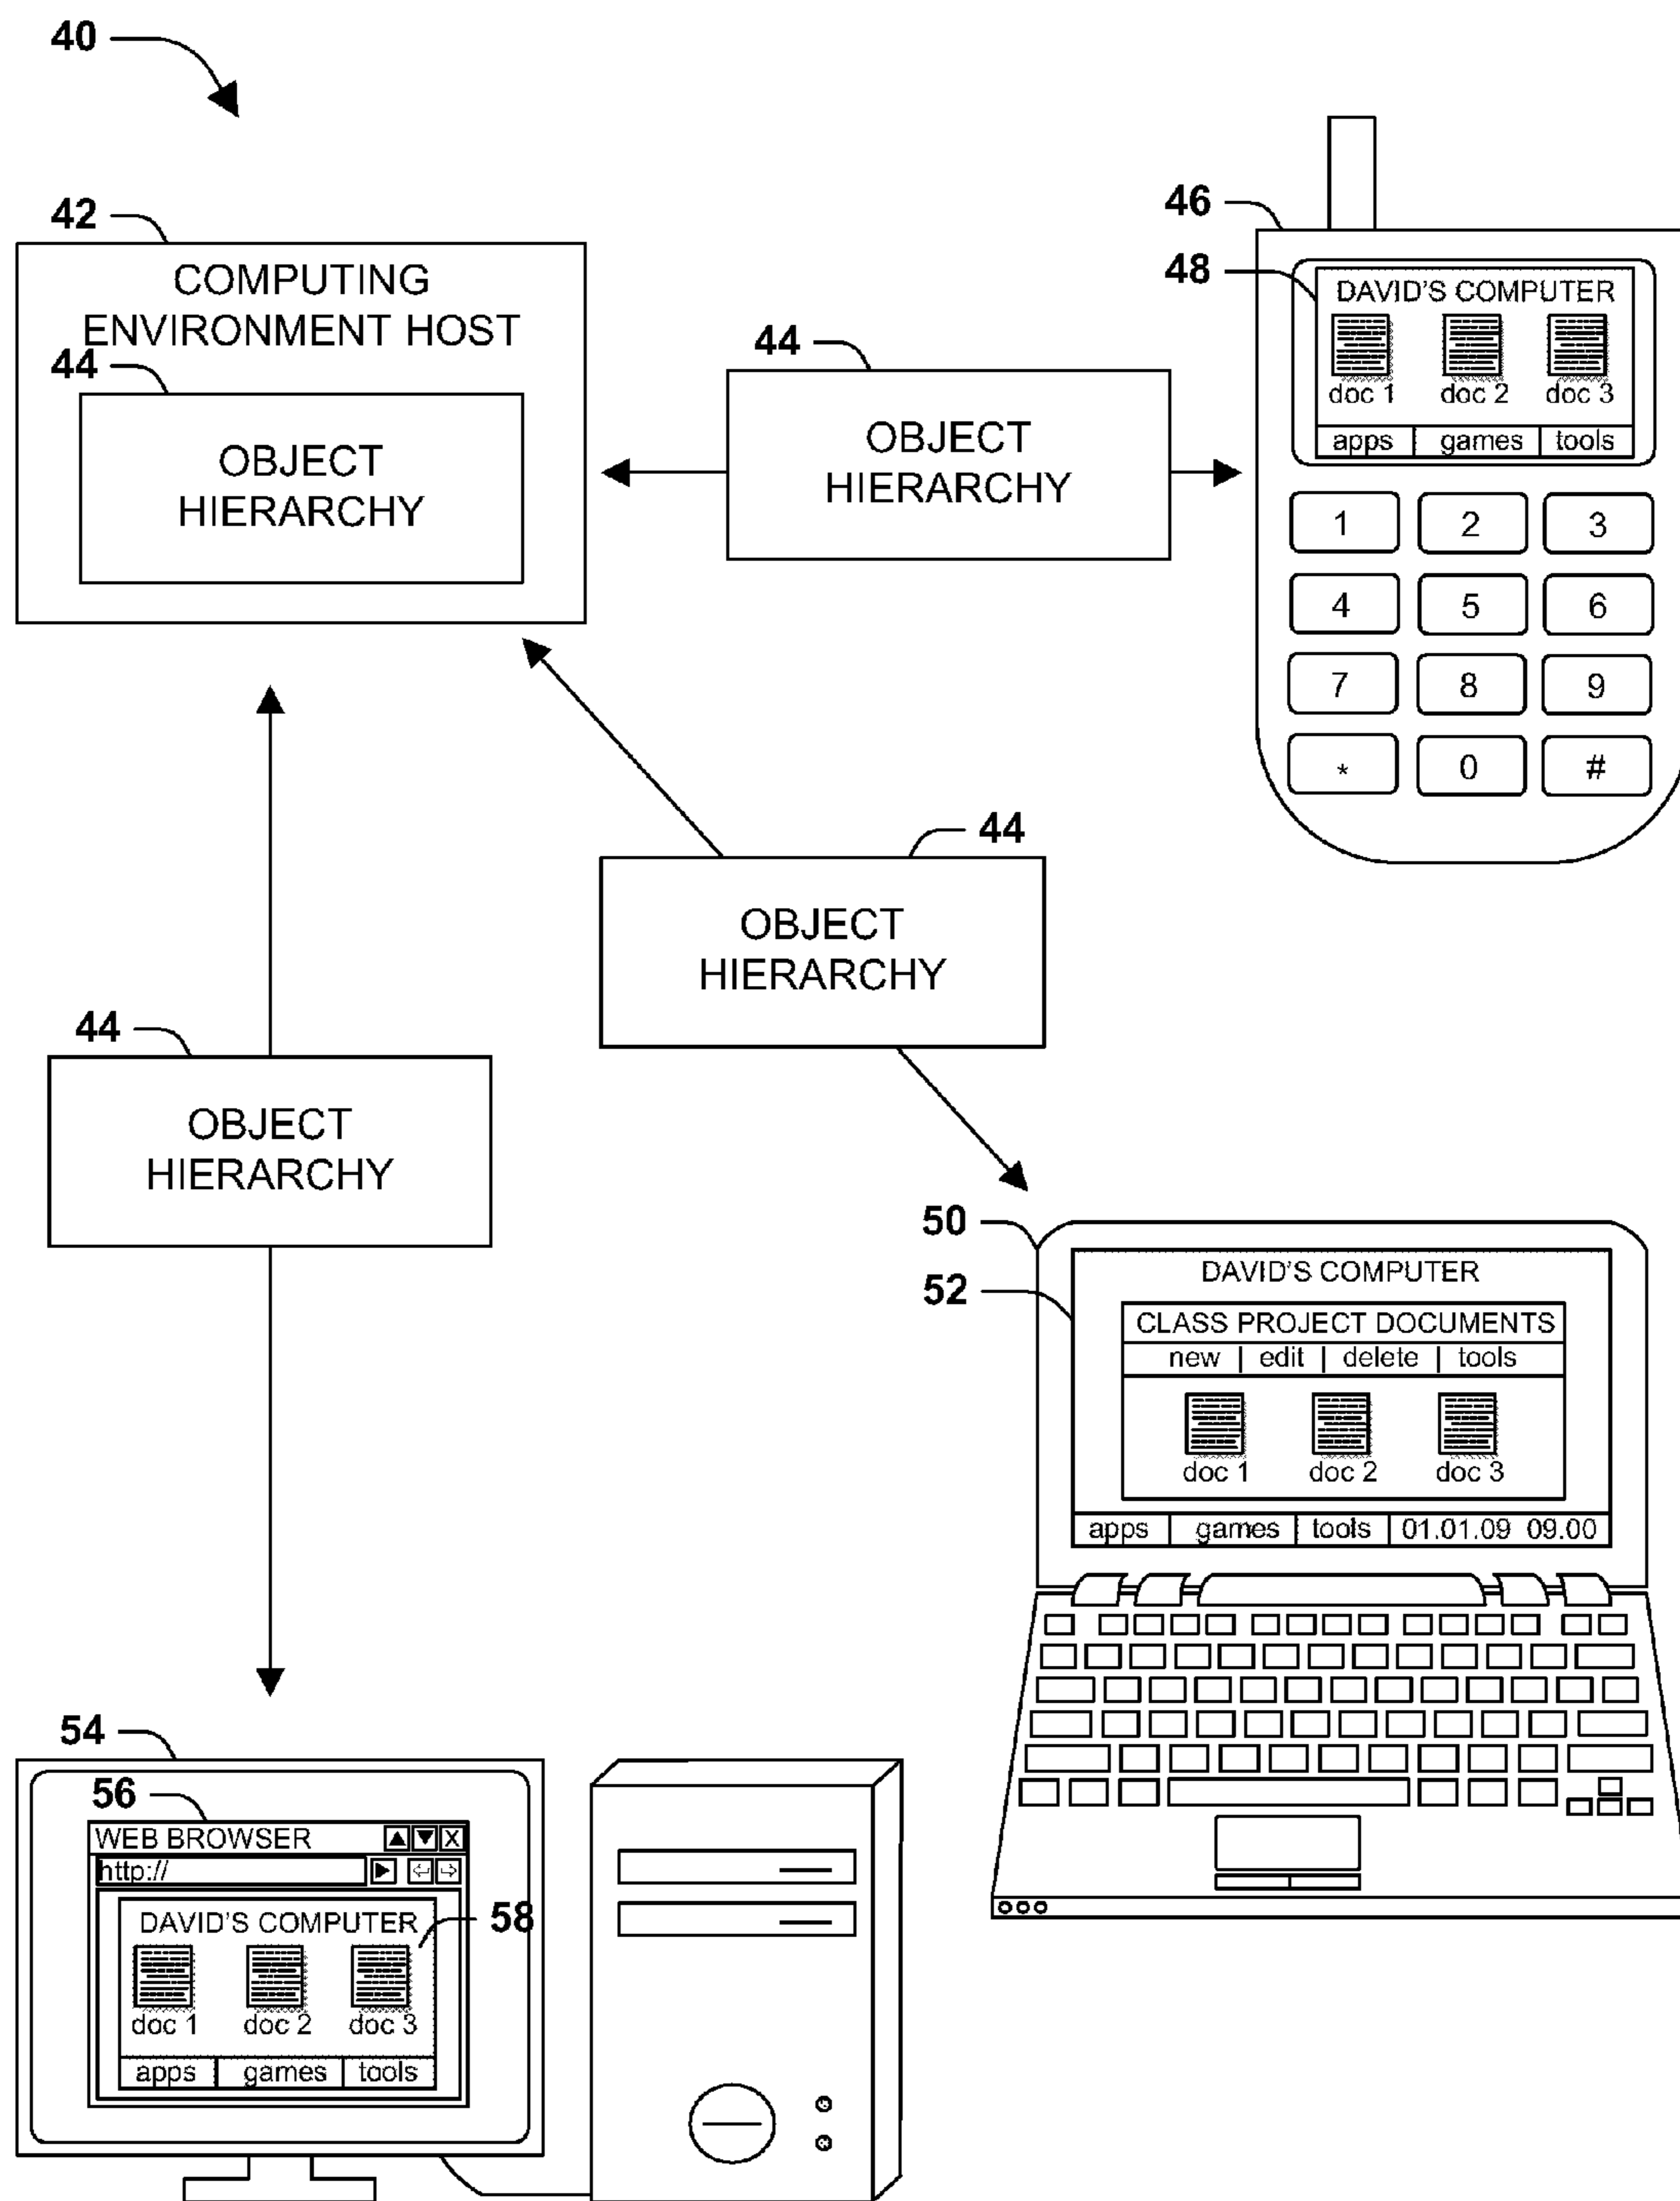 40
42
COMPUTING
ENVIRONMENT HOST
44
OBJECT
HIERARCHY
44
OBJECT
HIERARCHY
46
48
DAVID'S COMPUTER
doc 1 doc 2 doc 3
apps games tools
1 2 3
4 5 6
7 8 9
* 0 #
44
OBJECT
HIERARCHY
44
OBJECT
HIERARCHY
50
52
DAVID'S COMPUTER
CLASS PROJECT DOCUMENTS
new | edit | delete | tools
doc 1 doc 2 doc 3
apps games tools 01.01.09 09.00
54
56
WEB BROWSER X
http://
DAVID'S COMPUTER
58
doc 1 doc 2 doc 3
apps games tools